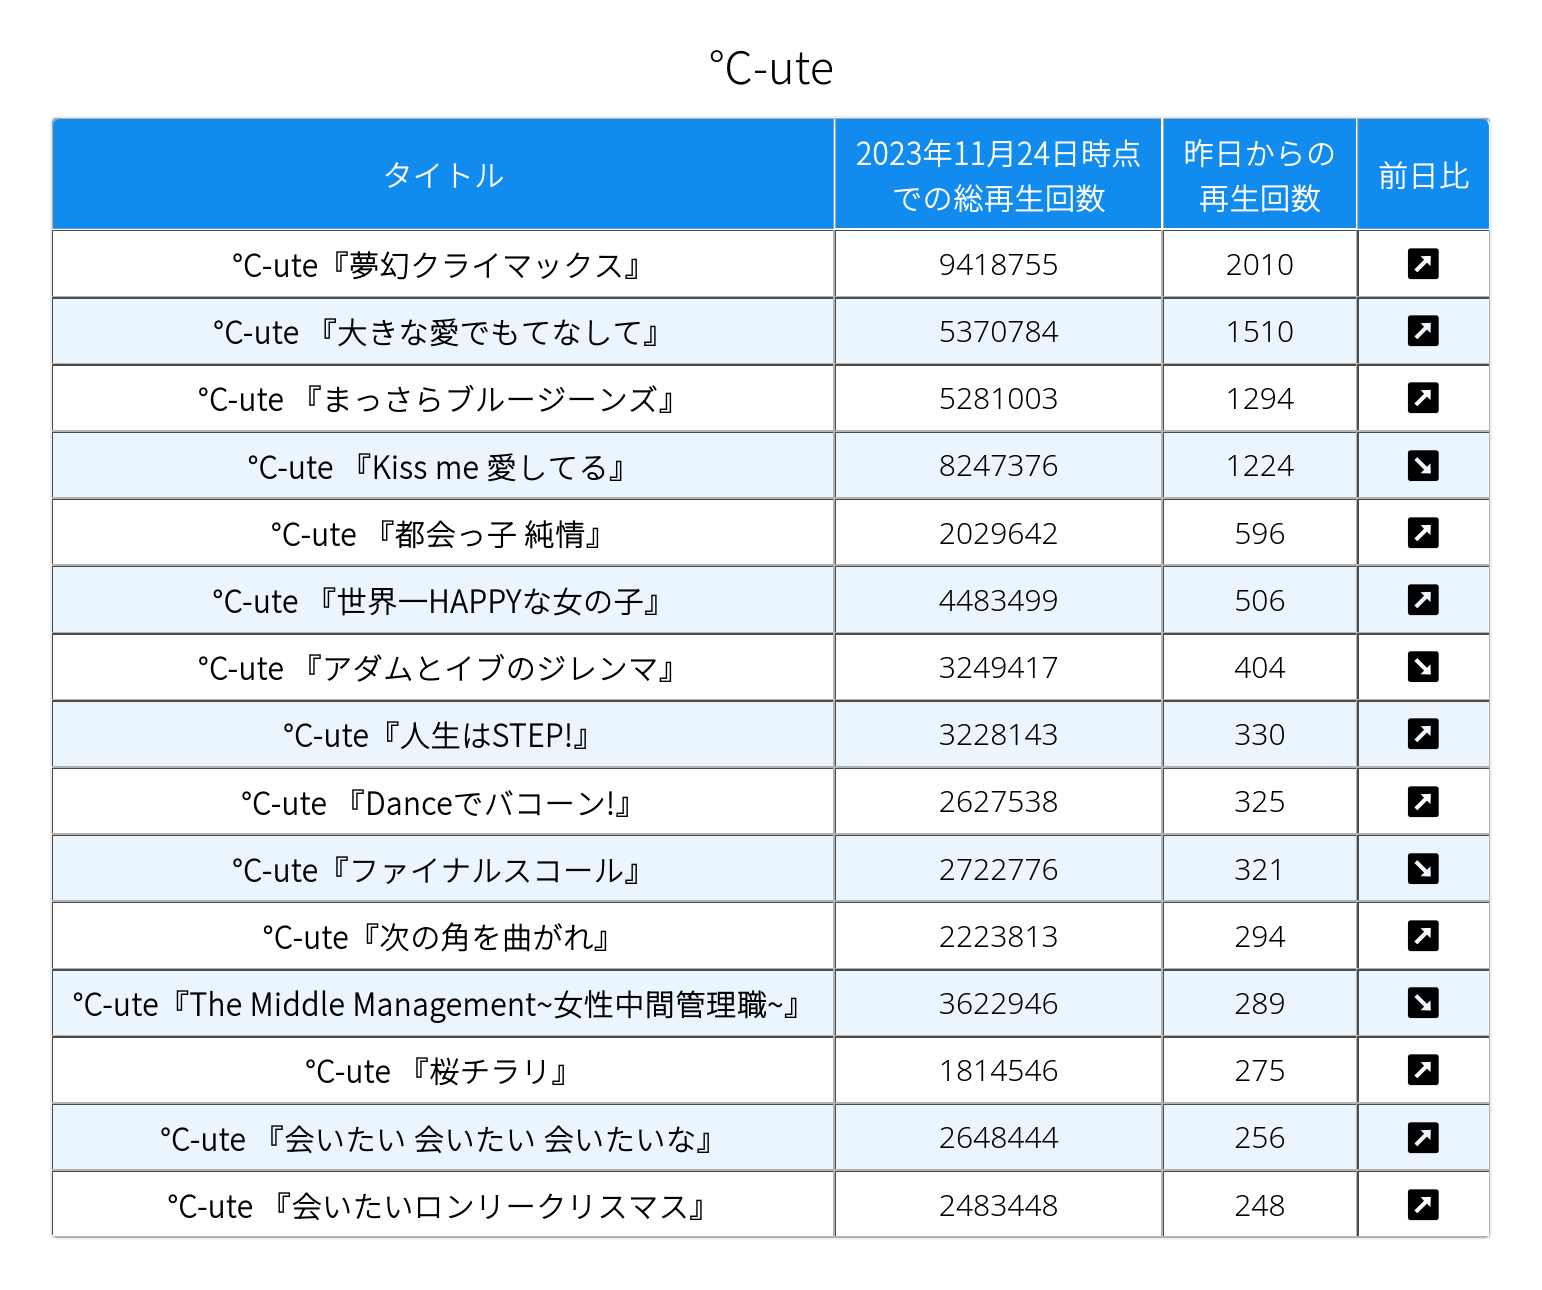 ℃-ute
タイトル
2023年11月24日時点
での総再生回数
昨日からの
再生回数
前日比
℃-ute『夢幻クライマックス』 9418755 2010 ↗
℃-ute 『大きな愛でもてなして』 5370784 1510 ↗
℃-ute 『まっさらブルージーンズ』 5281003 1294 ↗
℃-ute 『Kiss me 愛してる』 8247376 1224 ↘
℃-ute 『都会っ子 純情』 2029642 596 ↗
℃-ute 『世界一HAPPYな女の子』 4483499 506 ↗
℃-ute 『アダムとイブのジレンマ』 3249417 404 ↘
℃-ute『人生はSTEP!』 3228143 330 ↗
℃-ute 『Danceでバコーン!』 2627538 325 ↗
℃-ute『ファイナルスコール』 2722776 321 ↘
℃-ute『次の角を曲がれ』 2223813 294 ↗
℃-ute『The Middle Management~女性中間管理職~』 3622946 289 ↘
℃-ute 『桜チラリ』 1814546 275 ↗
℃-ute 『会いたい 会いたい 会いたいな』 2648444 256 ↗
℃-ute 『会いたいロンリークリスマス』 2483448 248 ↗